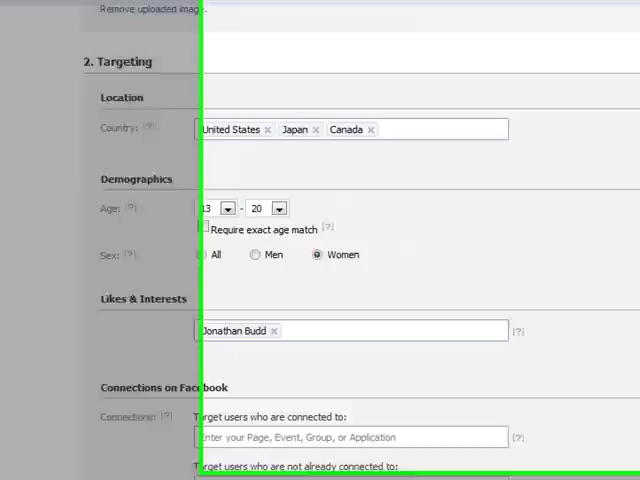 Remove uploaded image.
2. Targeting
Location
Country: [?] United States × Japan × Canada ×
Demographics
Age: [?] 13 - 20
Require exact age match [?]
Sex: [?] All Men Women
Likes & Interests
Jonathan Budd × [?]
Connections on Facebook
Connections: [?] Target users who are connected to:
Enter your Page, Event, Group, or Application [?]
Target users who are not already connected to: